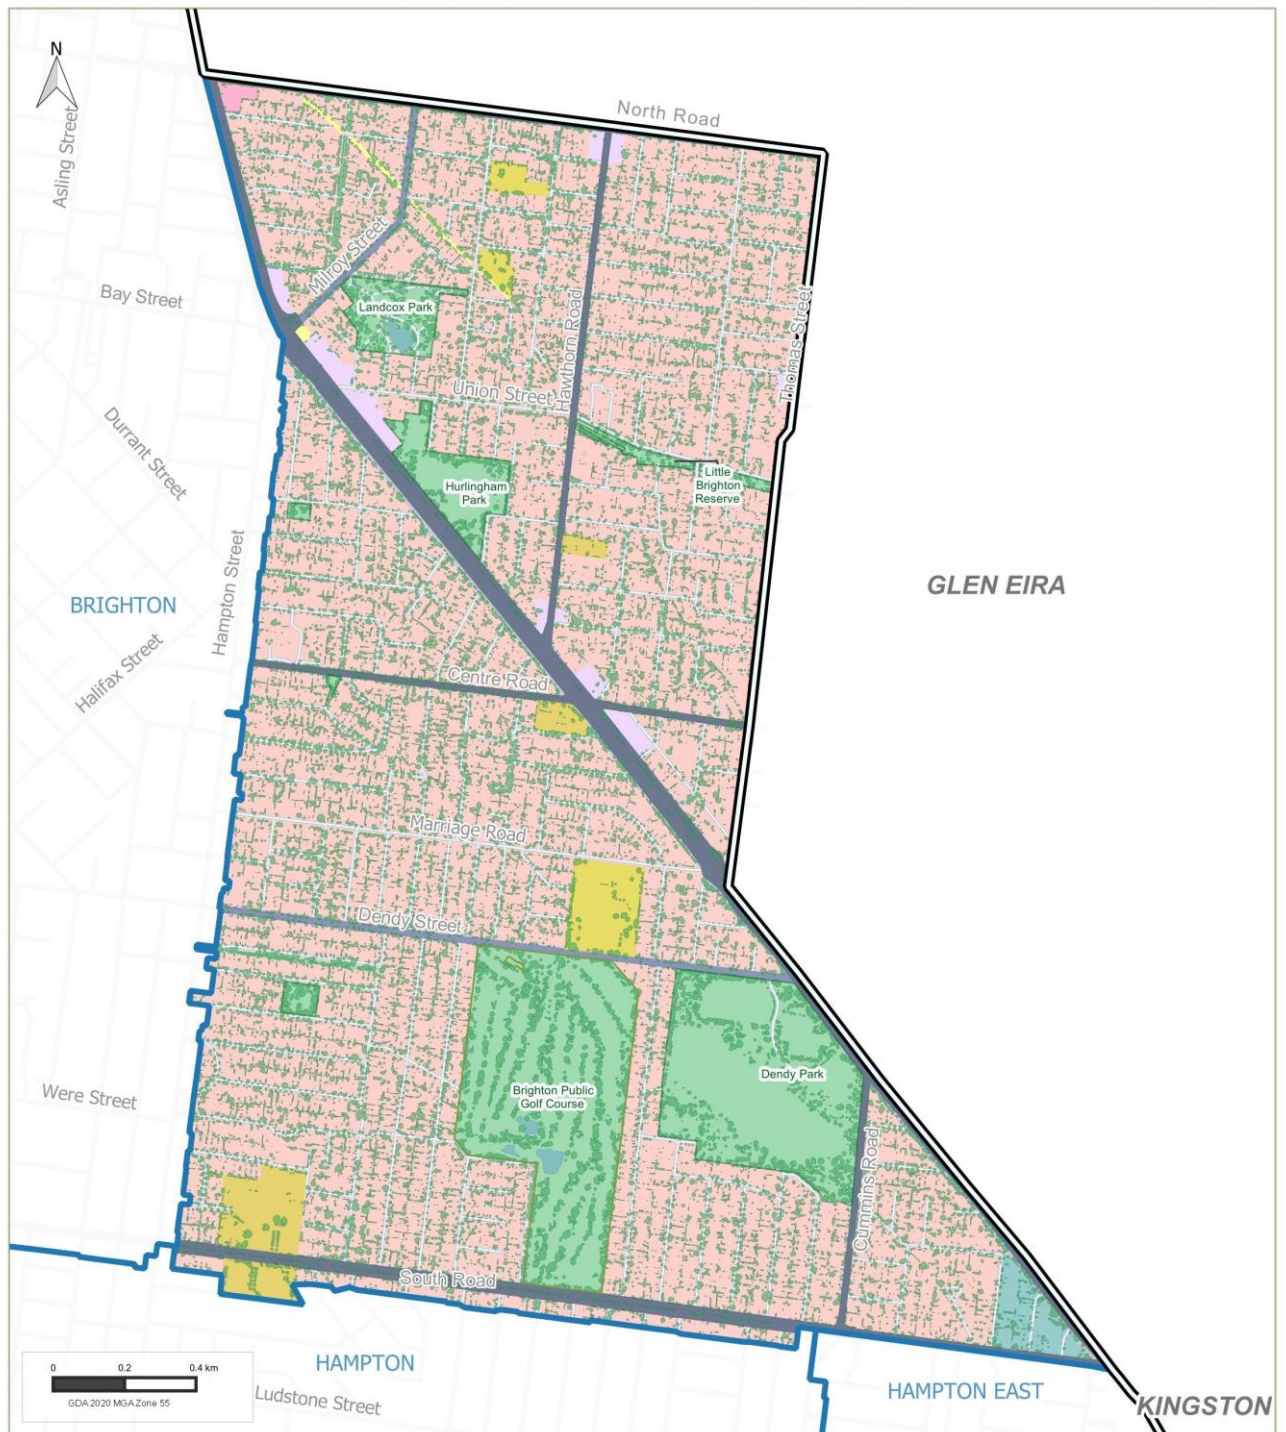 N
North Road
Asling Street
Milroy Street
Bay Street
Landcox Park
Hawthorn Road
Thomas Street
Union Street
Durrant Street
Hurlingham
Park
Little
Brighton
Reserve
Hampton Street
GLEN EIRA
BRIGHTON
Halifax Street
Centre Road
Marriage Road
Dendy Street
Were Street
Brighton Public
Golf Course
Dendy Park
Cummins Road
South Road
0 0.2 0.4 km
GDA 2020 MGA Zone 55
HAMPTON
Ludstone Street
HAMPTON EAST
KINGSTON